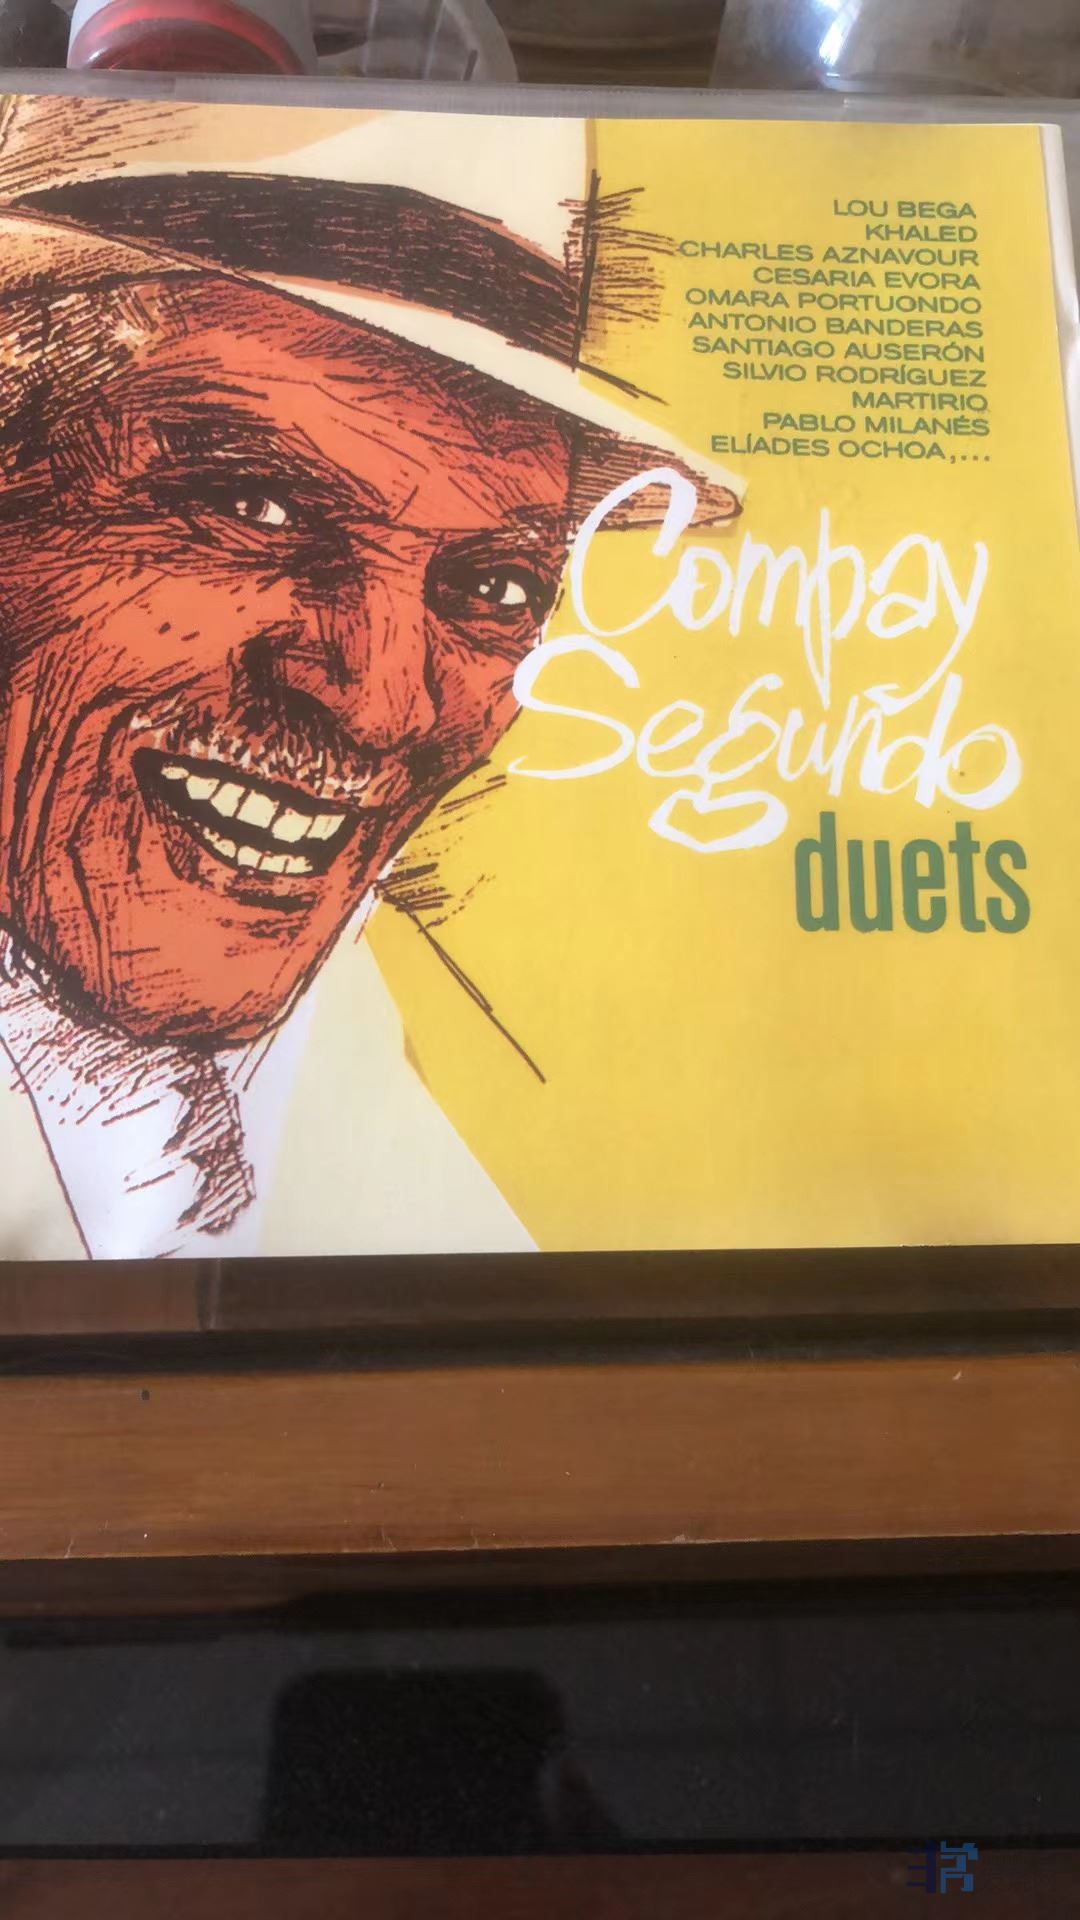 LOU BEGA
KHALED
CHARLES AZNAVOUR
CESARIA EVORA
OMARA PORTUONDO
ANTONIO BANDERAS
SANTIAGO AUSERÓN
SILVIO RODRÍGUEZ
MARTIRIO
PABLO MILANÉS
ELÍADES OCHOA,...
Compay
Seguñdo
duets